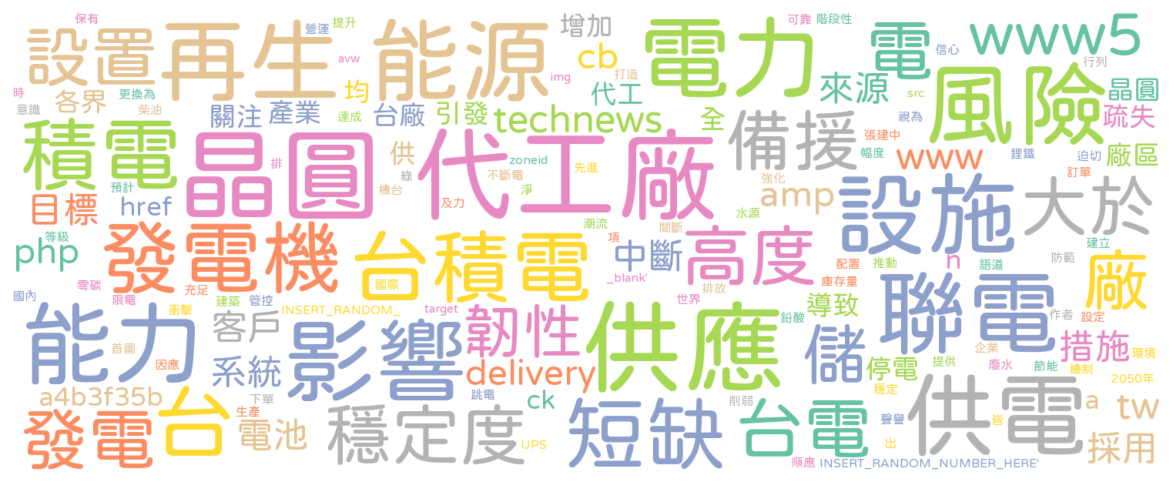 保有 營運 提升 可靠 階段性
設置 再生 能源 增加 電力 電 信心 www5
avw cb img 打造 行列
時 各界 更換為 柴油 均 代工 來源 src 風險 晶圓
意識 關注 產業 達成 台廠 引發 technews 全 備援 視為 張建中 疏失
積電 晶圓 代工廠 幅度 www 鋰鐵 迫切 廠區
排 供 zoneid 先進
預計 綠 機台 不斷電 強化 訂單
目標 href 淨 及力 amp 設施 大於
等級 潮流 間斷 水源
php 發電機 台積電 項 中斷 高度 配置 推動 n 語道 建立
國內 零碳 充足 國黨 _blank' 排放 庫存量 防範 廠
限電 建築 管控 target 世界
能力 衝擊 客戶 INSERT_RANDOM_ 影響 韌性 供應 鉛酸 導致 聯電 作者 設定
首圖 因應 系統 delivery 儲 停電 提供 企業 措施 環境
廢水 節能 機制
a4b3f35b 下單 跳電 ck 削弱 穩定 2050年
發電 台 生產 電池 穩定度 短缺 台電 聲譽 供電 皆 a tw
UPS 出 採用
順應 INSERT_RANDOM_NUMBER_HERE'